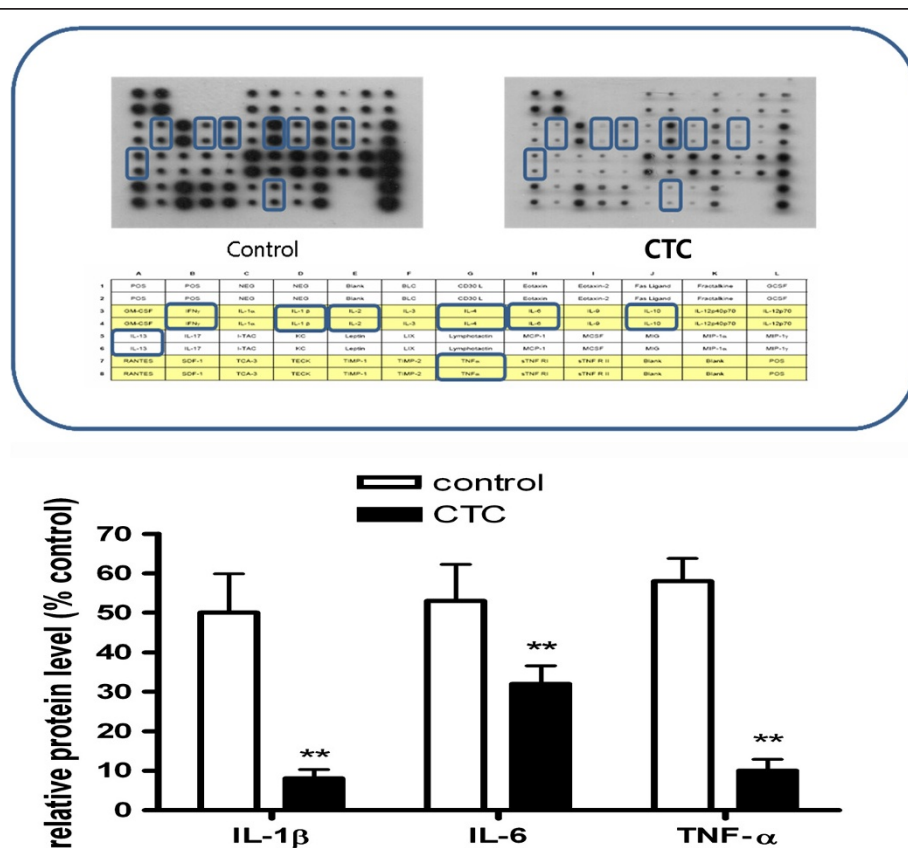 Control CTC
A B C D E F G H I J K L
1 POS POS NEG NEG Blank BLC CD30 L Eotaxin Eotaxin-2 Fas Ligand Fractalkine GCSF
2 POS POS NEG NEG Blank BLC CD30 L Eotaxin Eotaxin-2 Fas Ligand Fractalkine GCSF
3 GM-CSF IFNγ IL-1α IL-1 β IL-2 IL-3 IL-4 IL-6 IL-9 IL-10 IL-12p40p70 IL-12p70
4 GM-CSF IFNγ IL-1α IL-1 β IL-2 IL-3 IL-4 IL-6 IL-9 IL-10 IL-12p40p70 IL-12p70
5 IL-13 IL-17 I-TAC KC Leptin LIX Lymphotactin MCP-1 MCSF MIG MIP-1α MIP-1γ
6 IL-13 IL-17 I-TAC KC Leptin LIX Lymphotactin MCP-1 MCSF MIG MIP-1α MIP-1γ
7 RANTES SDF-1 TCA-3 TECK TIMP-1 TIMP-2 TNFα sTNF RI sTNF R II Blank Blank POS
8 RANTES SDF-1 TCA-3 TECK TIMP-1 TIMP-2 TNFα sTNF RI sTNF R II Blank Blank POS
control
CTC
relative protein level (% control)
70
60
50
40
30
20
10
0
**
**
**
IL-1β IL-6 TNF-α